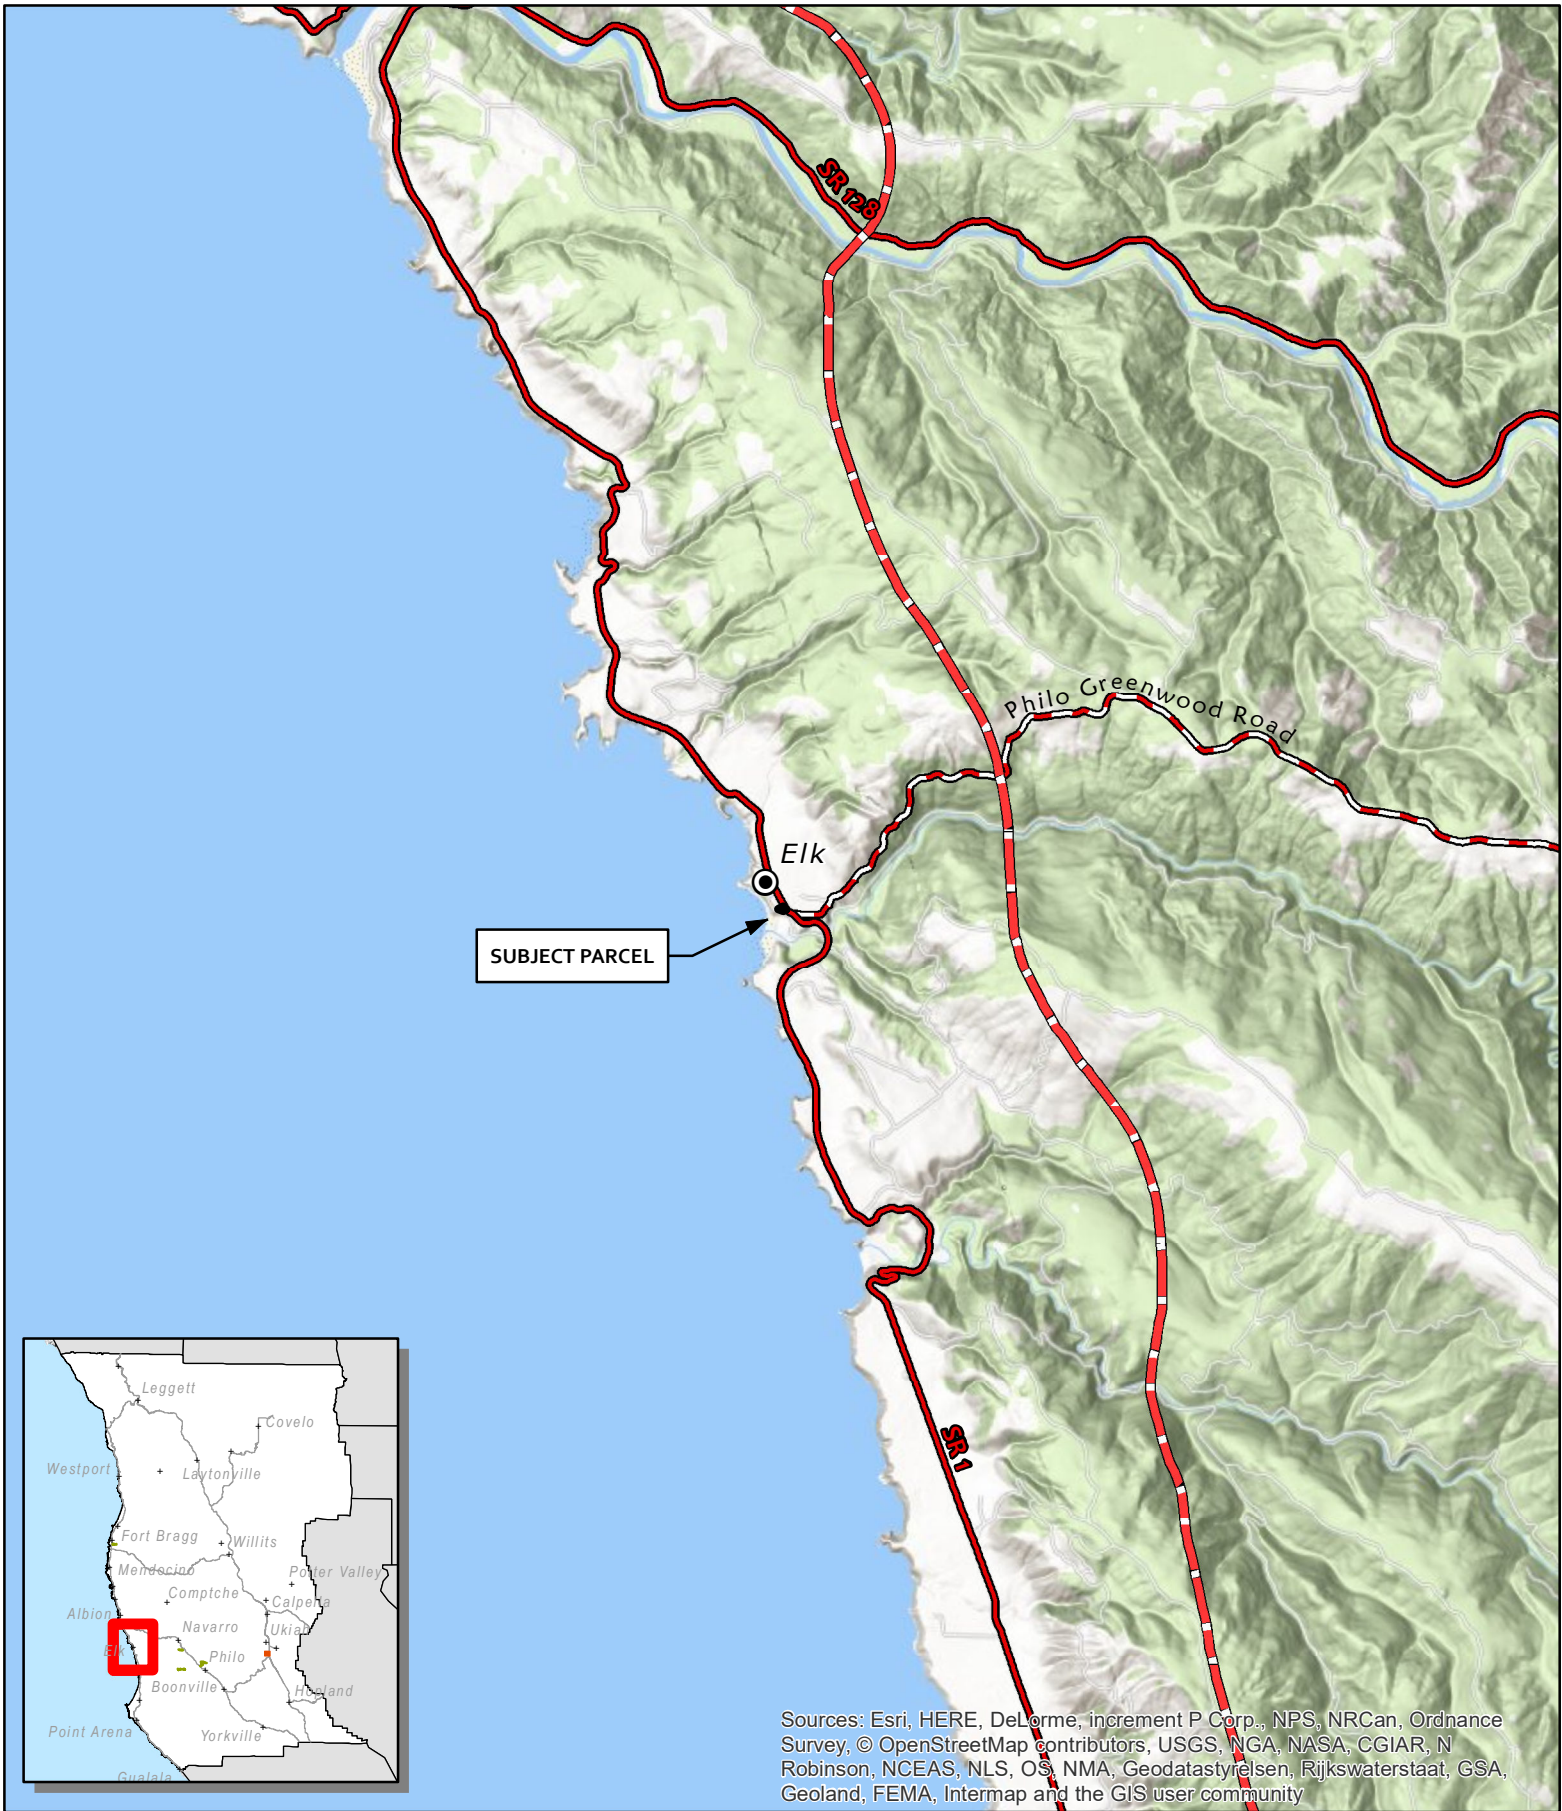 SR 128
Philo Greenwood Road
Elk
SUBJECT PARCEL
SR 1
Leggett
Covelo
Westport
Laytonville
Fort Bragg
Willits
Mendocino
Potter Valley
Comptche
Calpella
Albion
Navarro
Ukiah
Elk
Philo
Boonville
Hopland
Point Arena
Yorkville
Gualala
Sources: Esri, HERE, DeLorme, increment P Corp., NPS, NRCan, Ordnance
Survey, © OpenStreetMap contributors, USGS, NGA, NASA, CGIAR, N
Robinson, NCEAS, NLS, OS, NMA, Geodatastyrelsen, Rijkswaterstaat, GSA,
Geoland, FEMA, Intermap and the GIS user community